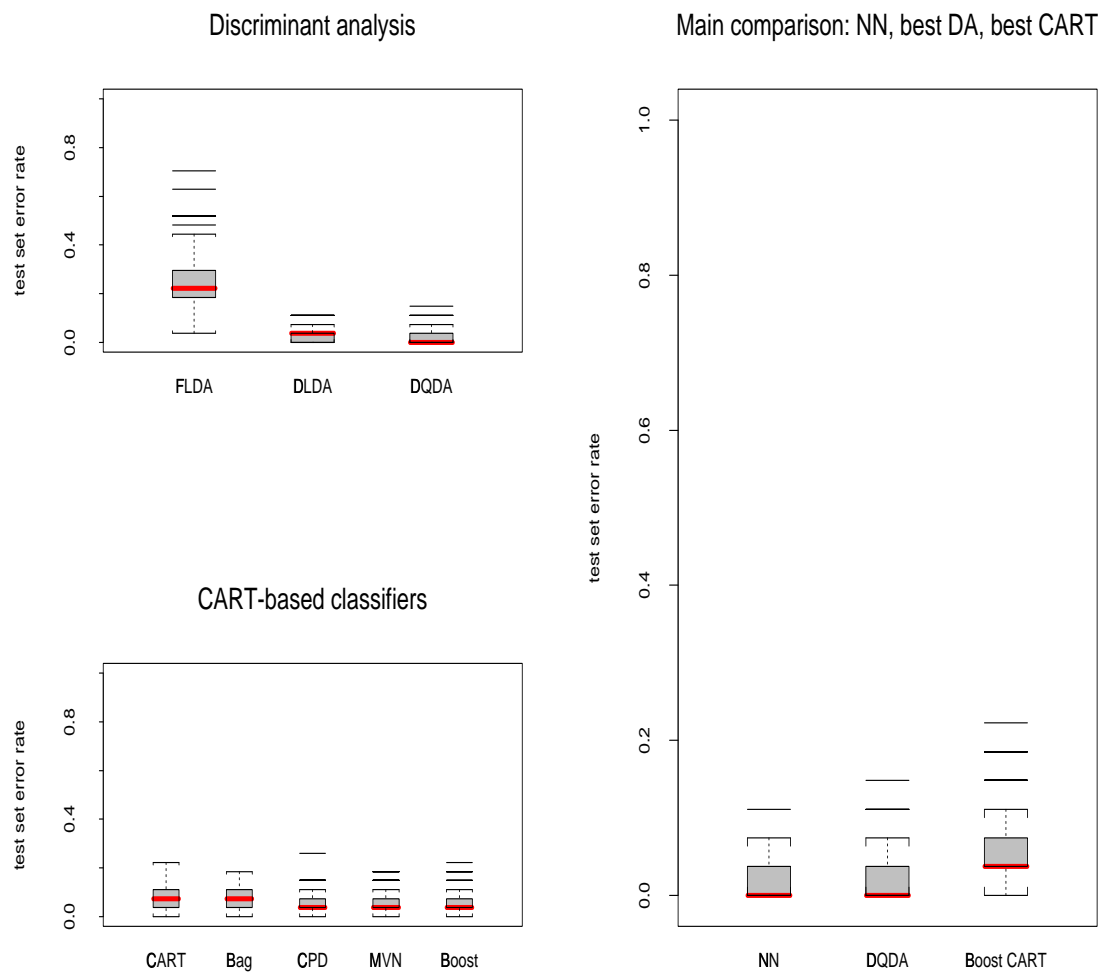 Discriminant analysis
test set error rate
0.0
0.4
0.8
FLDA
DLDA
DQDA
CART-based classifiers
test set error rate
0.0
0.4
0.8
CART
Bag
CPD
MVN
Boost
Main comparison: NN, best DA, best CART
test set error rate
0.0
0.2
0.4
0.6
0.8
1.0
NN
DQDA
Boost CART